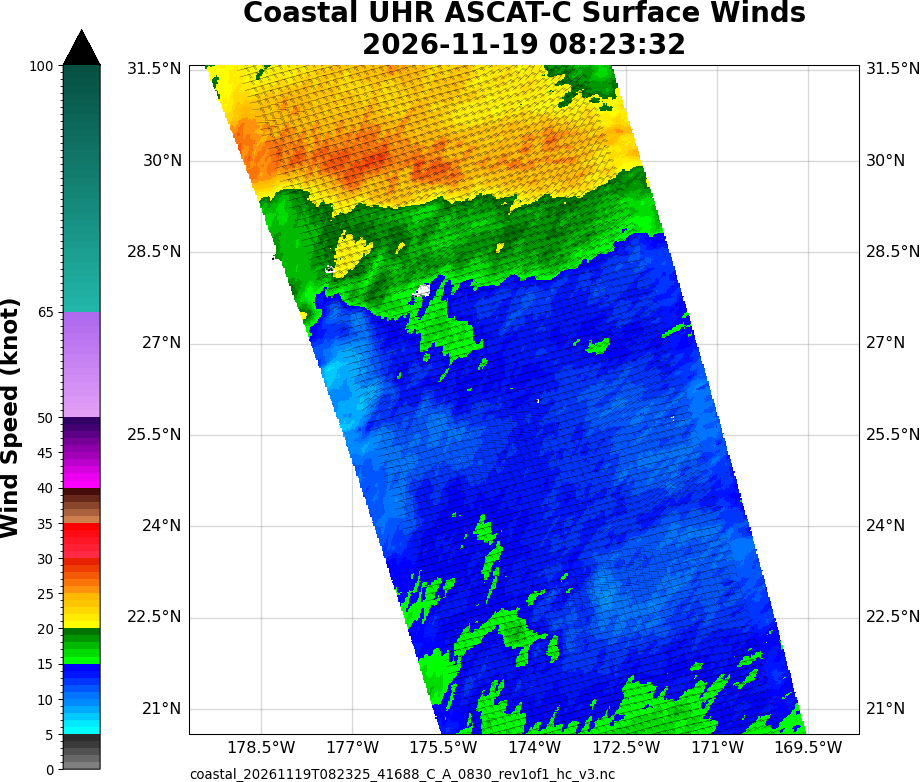 Coastal UHR ASCAT-C Surface Winds
2026-11-19 08:23:32
Wind Speed (knot)
100
65
50
45
40
35
30
25
20
15
10
5
0
31.5°N
31.5°N
30°N
30°N
28.5°N
28.5°N
27°N
27°N
25.5°N
25.5°N
24°N
24°N
22.5°N
22.5°N
21°N
21°N
178.5°W 177°W 175.5°W 174°W 172.5°W 171°W 169.5°W
coastal_20261119T082325_41688_C_A_0830_rev1of1_hc_v3.nc